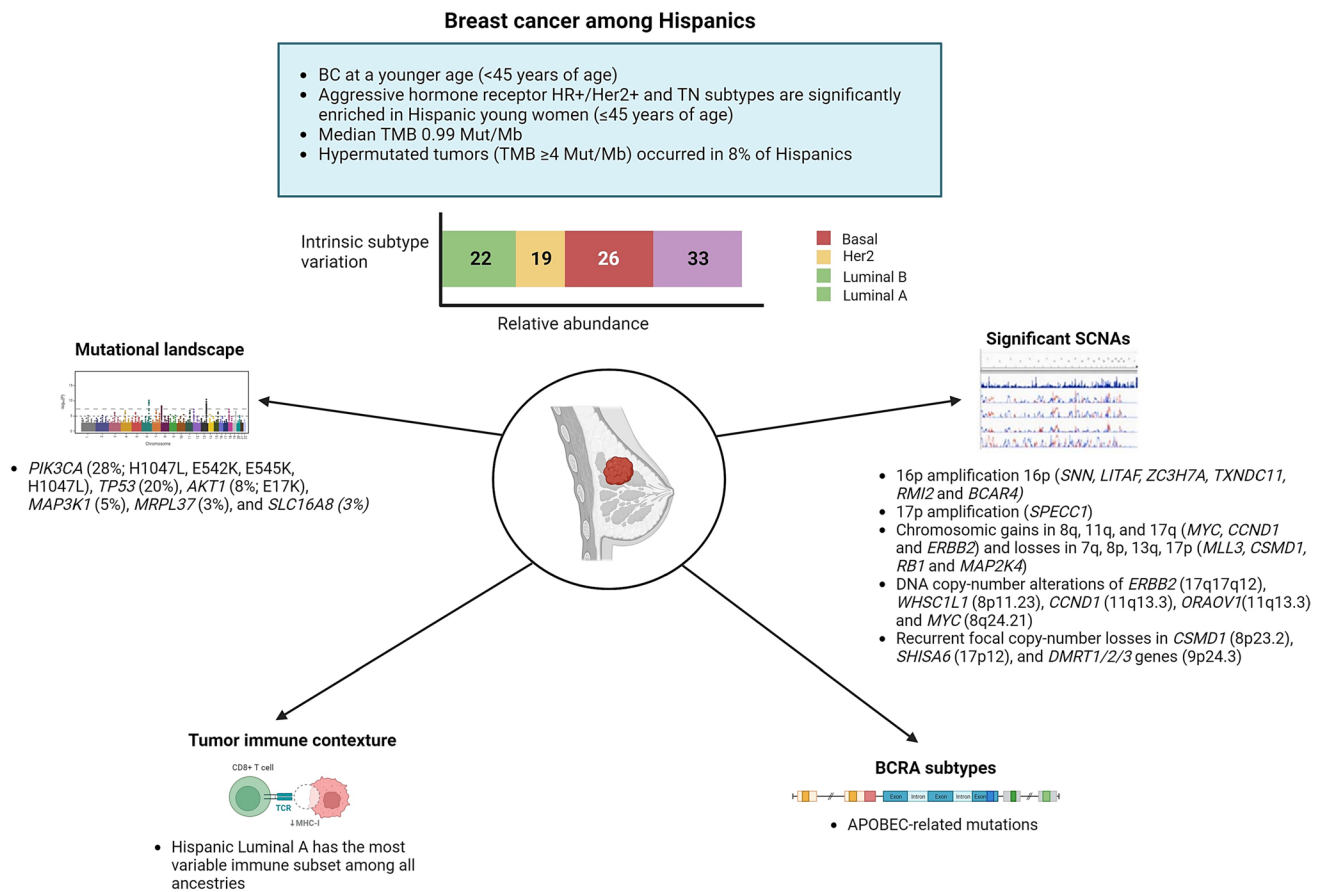 Breast cancer among Hispanics
• BC at a younger age (<45 years of age)
• Aggressive hormone receptor HR+/Her2+ and TN subtypes are significantly
enriched in Hispanic young women (≤45 years of age)
• Median TMB 0.99 Mut/Mb
• Hypermutated tumors (TMB ≥4 Mut/Mb) occurred in 8% of Hispanics
Intrinsic subtype
variation
22 19 26 33
Basal
Her2
Luminal B
Luminal A
Relative abundance
Mutational landscape
Chromosome
• PIK3CA (28%; H1047L, E542K, E545K,
H1047L), TP53 (20%), AKT1 (8%; E17K),
MAP3K1 (5%), MRPL37 (3%), and SLC16A8 (3%)
Significant SCNAs
• 16p amplification 16p (SNN, LITAF, ZC3H7A, TXNDC11,
RMI2 and BCAR4)
• 17p amplification (SPECC1)
• Chromosomic gains in 8q, 11q, and 17q (MYC, CCND1
and ERBB2) and losses in 7q, 8p, 13q, 17p (MLL3, CSMD1,
RB1 and MAP2K4)
• DNA copy-number alterations of ERBB2 (17q17q12),
WHSC1L1 (8p11.23), CCND1 (11q13.3), ORAOV1(11q13.3)
and MYC (8q24.21)
• Recurrent focal copy-number losses in CSMD1 (8p23.2),
SHISA6 (17p12), and DMRT1/2/3 genes (9p24.3)
Tumor immune contexture
CD8+ T cell
TCR
↓MHC-I
• Hispanic Luminal A has the most
variable immune subset among all
ancestries
BCRA subtypes
Exon Intron Exon Intron Exon
• APOBEC-related mutations